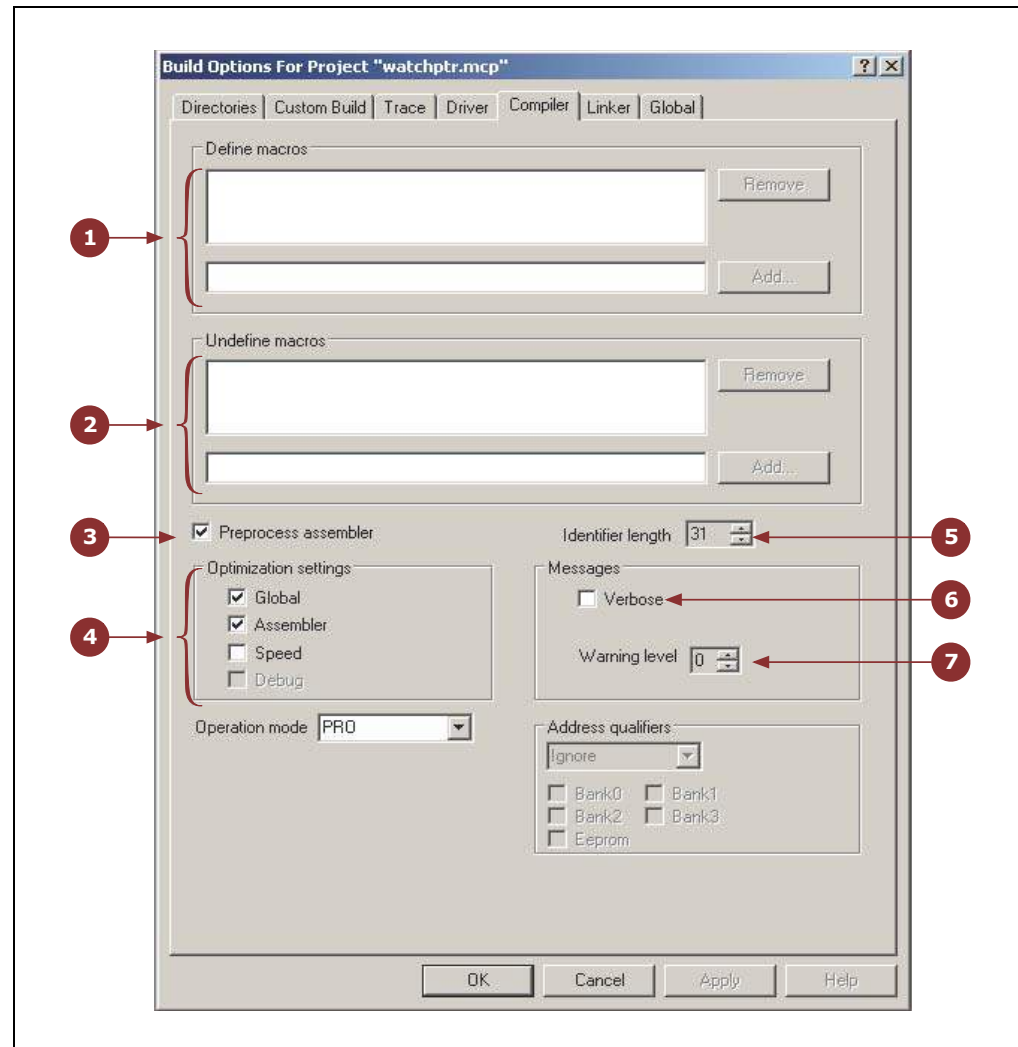 Build Options For Project "watchptr.mcp"
Directories Custom Build Trace Driver Compiler Linker Global
Define macros
Remove
1
Add...
Undefine macros
Remove
2
Add...
3 Preprocess assembler Identifier length 31 5
Optimization settings Messages
Global Verbose 6
Assembler
4 Speed Warning level 0 7
Debug
Operation mode PRO Address qualifiers
Ignore
Bank0 Bank1
Bank2 Bank3
Eeprom
OK Cancel Apply Help